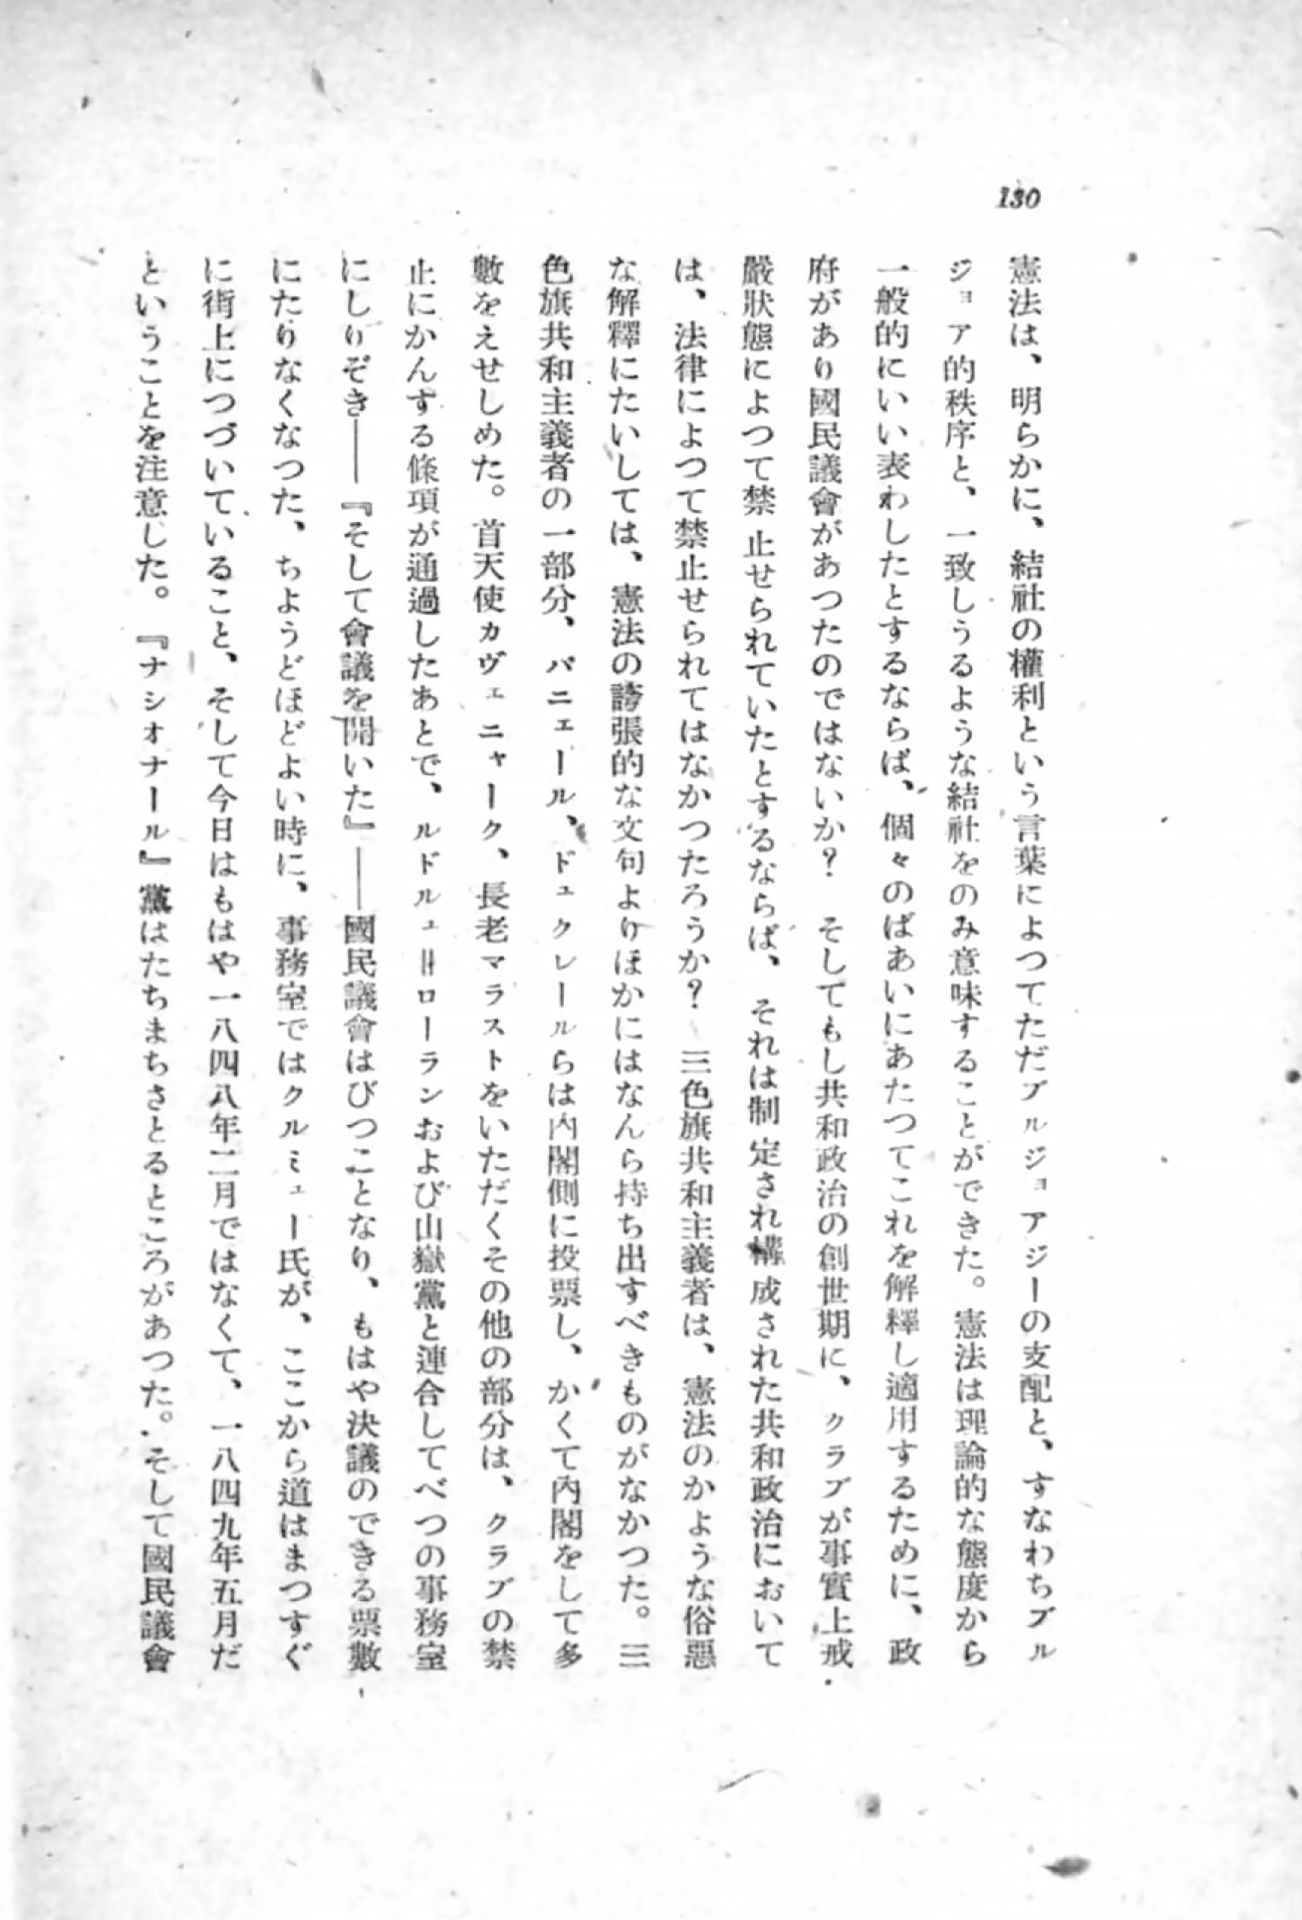 130
憲法は、明らかに、結社の權利という言葉によつてただブルジョアジーの支配と、すなわちブル
ジョア的秩序と、一致しうるような結社をのみ意味することができた。憲法は理論的な態度から
一般的にいい表わしたとするならば、個々のばあいにあたつてこれを解釋し適用するために、政
府があり國民議會があつたのではないか？　そしてもし共和政治の創世期に、クラブが事實上戒
嚴狀態によつて禁止せられていたとするならば、それは制定され構成された共和政治において
は、法律によつて禁止せられてはなかつたろうか？　三色旗共和主義者は、憲法のかような俗惡
な解釋にたいしては、憲法の誇張的な文句よりほかにはなんら持ち出すべきものがなかつた。三
色旗共和主義者の一部分、パニェール、ドュクレールらは內閣側に投票し、かくて內閣をして多
數をえせしめた。首天使カヴェニャーク、長老マラストをいただくその他の部分は、クラブの禁
止にかんする條項が通過したあとで、ルドルュ＝ローランおよび山嶽黨と連合してべつの事務室
にしりぞき――『そして會議を開いた』――國民議會はびつことなり、もはや決議のできる票數
にたりなくなつた、ちようどほどよい時に、事務室ではクルミュー氏が、ここから道はまつすぐ
に街上につづいていること、そして今日はもはや一八四八年二月ではなくて、一八四九年五月だ
ということを注意した。『ナシオナール』黨はたちまちさとるところがあつた。そして國民議會